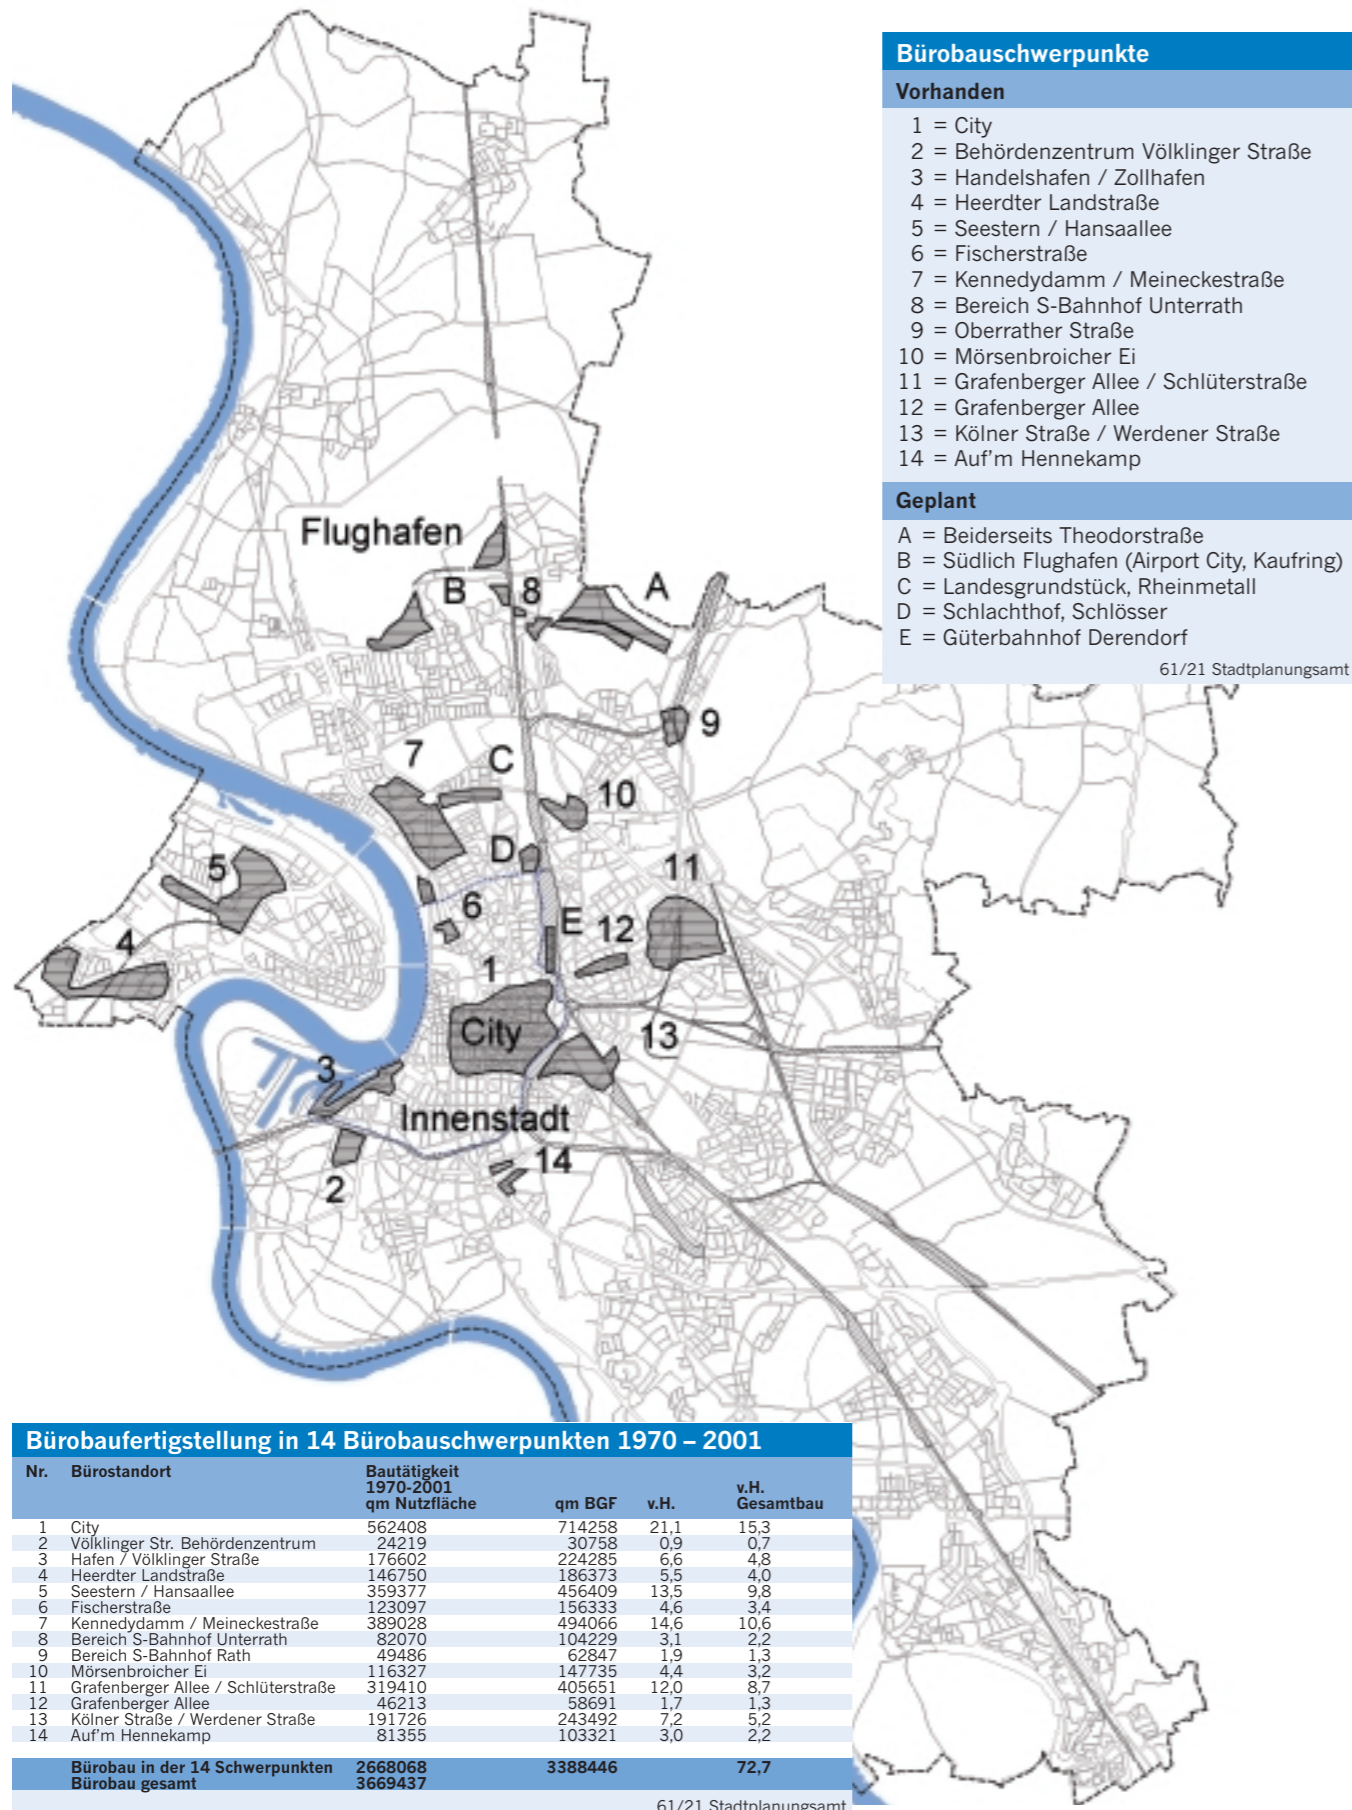 Bürobauschwerpunkte
Vorhanden
1 = City
2 = Behördenzentrum Völklinger Straße
3 = Handelshafen / Zollhafen
4 = Heerdter Landstraße
5 = Seestern / Hansaallee
6 = Fischerstraße
7 = Kennedydamm / Meineckestraße
8 = Bereich S-Bahnhof Unterrath
9 = Oberrather Straße
10 = Mörsenbroicher Ei
11 = Grafenberger Allee / Schlüterstraße
12 = Grafenberger Allee
13 = Kölner Straße / Werdener Straße
14 = Auf'm Hennekamp
Geplant
A = Beiderseits Theodorstraße
B = Südlich Flughafen (Airport City, Kaufring)
C = Landesgrundstück, Rheinmetall
D = Schlachthof, Schlösser
E = Güterbahnhof Derendorf
61/21 Stadtplanungsamt
Flughafen
B
8
A
9
7
C
10
D
11
5
6
E
12
4
1
City
13
3
Innenstadt
14
2
Bürobaufertigstellung in 14 Bürobauschwerpunkten 1970 – 2001
Nr. Bürostandort Bautätigkeit
1970-2001 v.H.
qm Nutzfläche qm BGF v.H. Gesamtbau
1 City 562408 714258 21,1 15,3
2 Völklinger Str. Behördenzentrum 24219 30758 0,9 0,7
3 Hafen / Völklinger Straße 176602 224285 6,6 4,8
4 Heerdter Landstraße 146750 186373 5,5 4,0
5 Seestern / Hansaallee 359377 456409 13,5 9,8
6 Fischerstraße 123097 156333 4,6 3,4
7 Kennedydamm / Meineckestraße 389028 494066 14,6 10,6
8 Bereich S-Bahnhof Unterrath 82070 104229 3,1 2,2
9 Bereich S-Bahnhof Rath 49486 62847 1,9 1,3
10 Mörsenbroicher Ei 116327 147735 4,4 3,2
11 Grafenberger Allee / Schlüterstraße 319410 405651 12,0 8,7
12 Grafenberger Allee 46213 58691 1,7 1,3
13 Kölner Straße / Werdener Straße 191726 243492 7,2 5,2
14 Auf'm Hennekamp 81355 103321 3,0 2,2
Bürobau in der 14 Schwerpunkten 2668068 3388446 72,7
Bürobau gesamt 3669437
61/21 Stadtplanungsamt